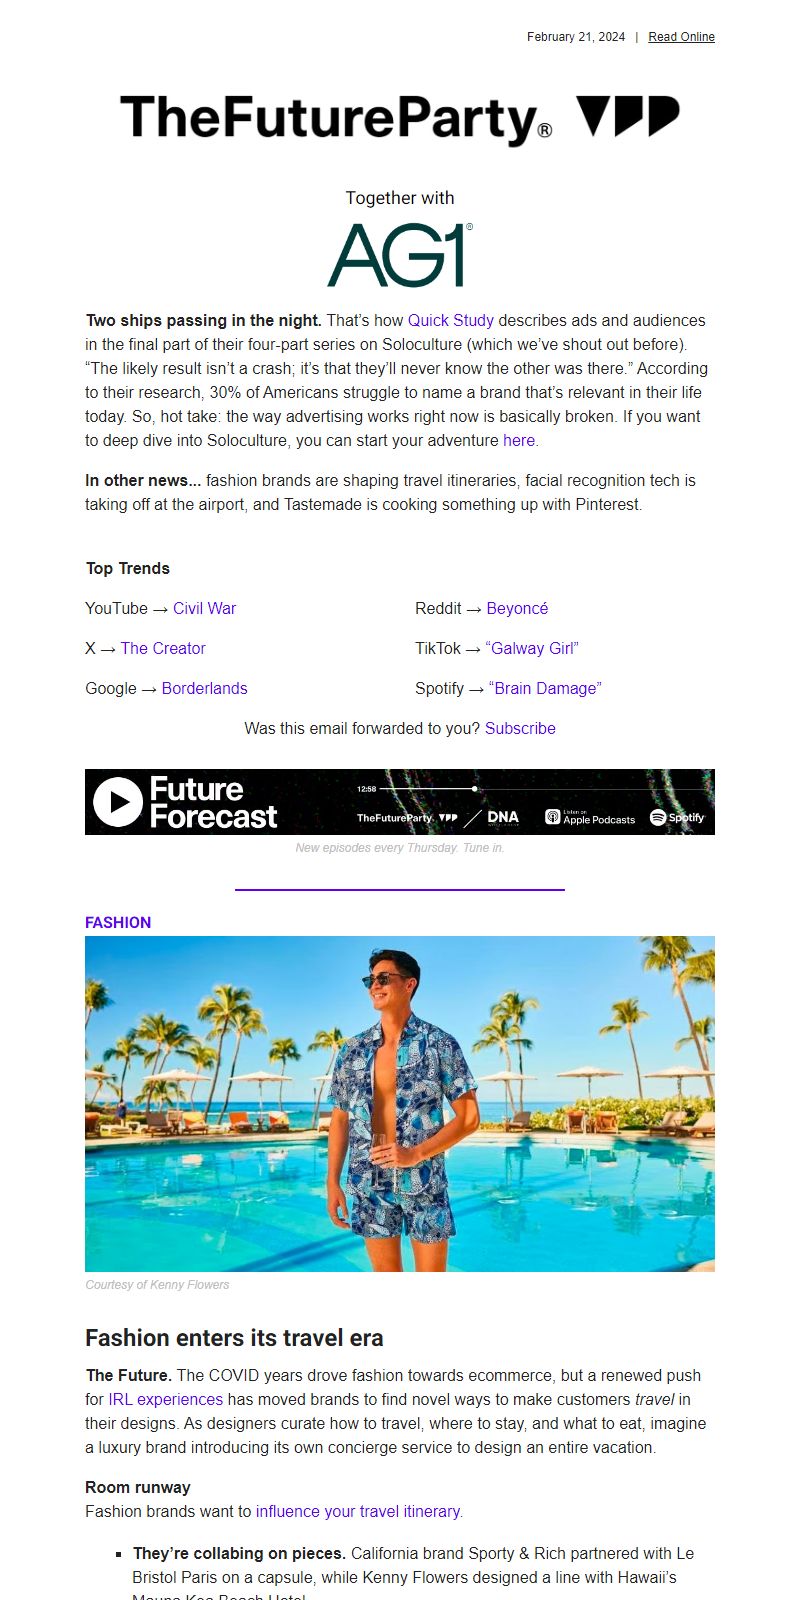 February 21, 2024 | Read Online
TheFutureParty®
Together with
AG1®
Two ships passing in the night. That’s how Quick Study describes ads and audiences
in the final part of their four-part series on Soloculture (which we’ve shout out before).
“The likely result isn’t a crash; it’s that they’ll never know the other was there.” According
to their research, 30% of Americans struggle to name a brand that’s relevant in their life
today. So, hot take: the way advertising works right now is basically broken. If you want
to deep dive into Soloculture, you can start your adventure here.
In other news... fashion brands are shaping travel itineraries, facial recognition tech is
taking off at the airport, and Tastemade is cooking something up with Pinterest.
Top Trends
YouTube → Civil War
Reddit → Beyoncé
X → The Creator
TikTok → “Galway Girl”
Google → Borderlands
Spotify → “Brain Damage”
Was this email forwarded to you? Subscribe
Future
Forecast
12:58
TheFutureParty.
DNA
Listen on
Apple Podcasts
Spotify
New episodes every Thursday. Tune in.
FASHION
Courtesy of Kenny Flowers
Fashion enters its travel era
The Future. The COVID years drove fashion towards ecommerce, but a renewed push
for IRL experiences has moved brands to find novel ways to make customers travel in
their designs. As designers curate how to travel, where to stay, and what to eat, imagine
a luxury brand introducing its own concierge service to design an entire vacation.
Room runway
Fashion brands want to influence your travel itinerary.
▪ They’re collabing on pieces. California brand Sporty & Rich partnered with Le
Bristol Paris on a capsule, while Kenny Flowers designed a line with Hawaii’s
Mauna Kea Beach Hotel